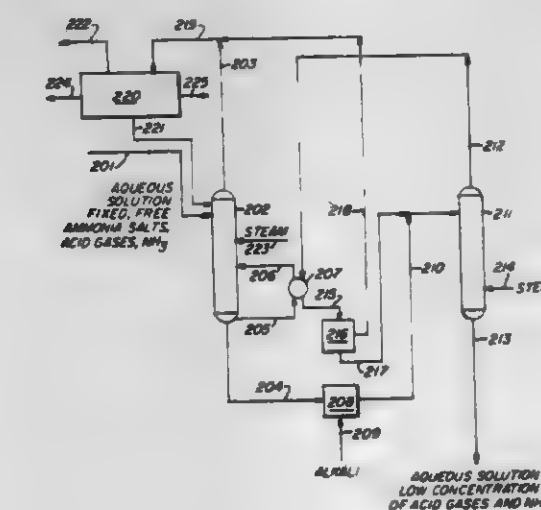 222
219
203
224
220
225
221
201
AQUEOUS
SOLUTION
FIXED, FREE
AMMONIA SALTS,
ACID GASES, NH3
202
STEAM
223
206
207
205
215
216
218
217
204
208
209
ALKALI
210
212
211
214
STE
213
AQUEOUS SOLUTION
LOW CONCENTRATION
OF ACID GASES AND NH